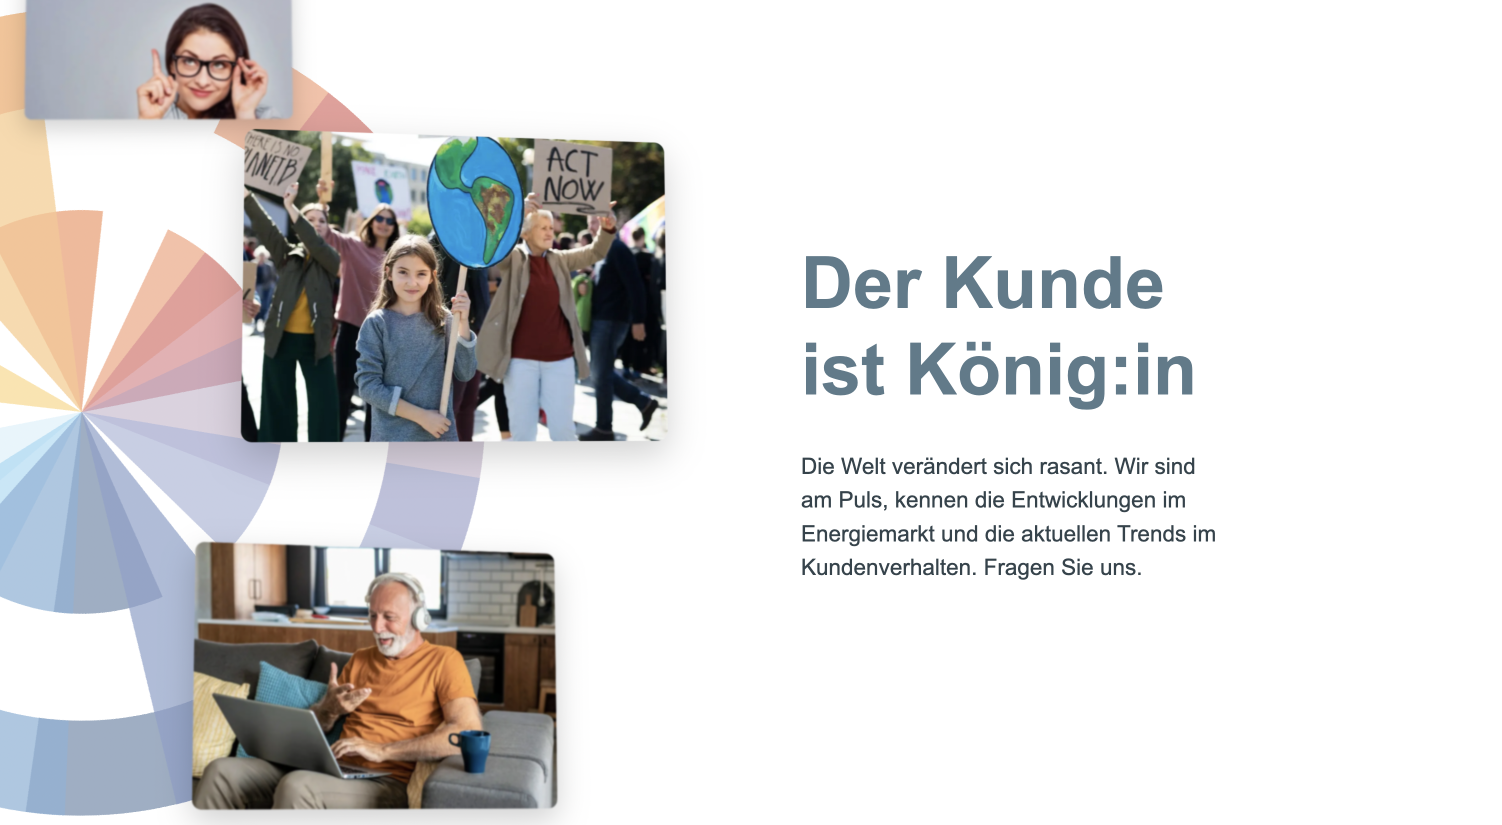 THERE IS NO
PLANET B
ACT
NOW
Der Kunde
ist König:in
Die Welt verändert sich rasant. Wir sind
am Puls, kennen die Entwicklungen im
Energiemarkt und die aktuellen Trends im
Kundenverhalten. Fragen Sie uns.